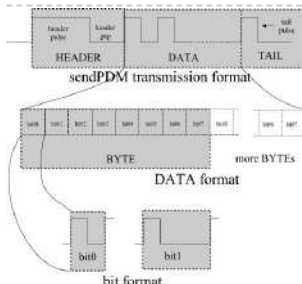 header pulse
header gap
tail pulse
HEADER
DATA
TAIL
sendPDM transmission format
bit0 bit1 bit2 bit3 bit4 bit5 bit6 bit7 bit0
bit6 bit7
BYTE
more BYTEs
DATA format
bit0
bit1
bit format